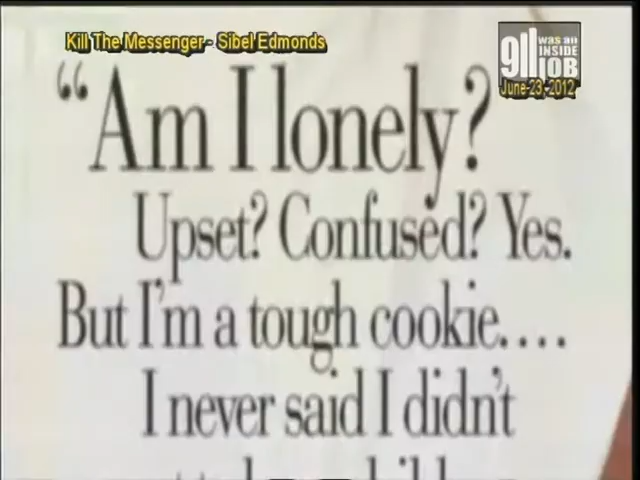 Kill The Messenger - Sibel Edmonds
911 WAS AN INSIDE JOB
June-23, 2012
“Am I lonely?
Upset? Confused? Yes.
But I'm a tough cookie....
I never said I didn't